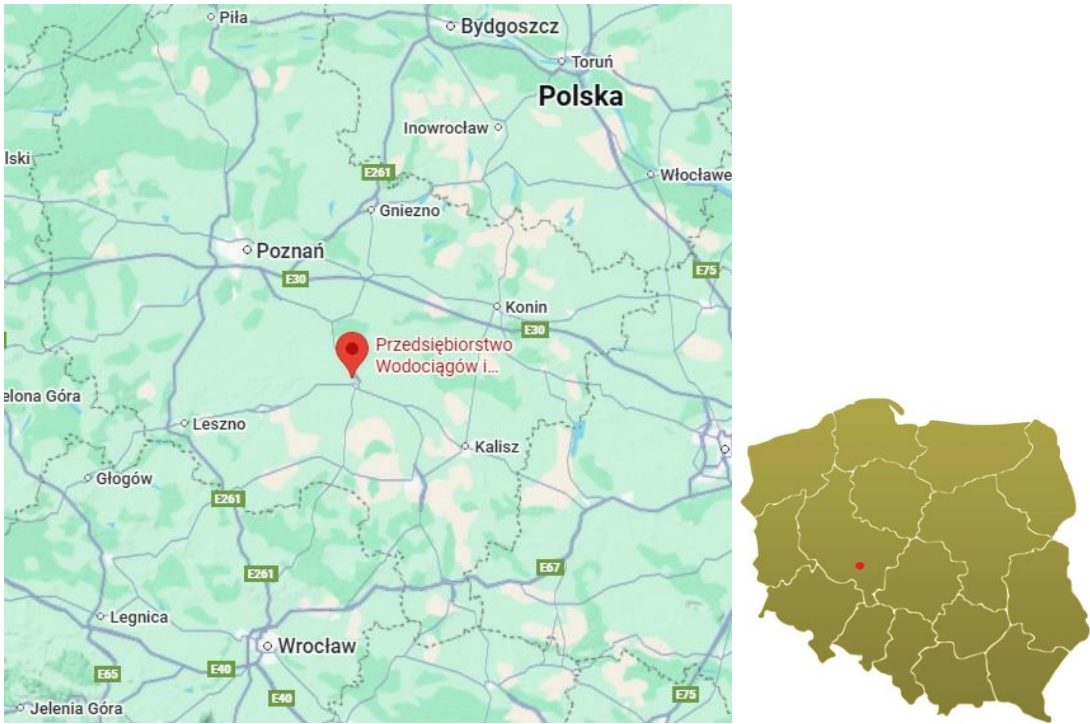 Piła
Bydgoszcz
Toruń
Polska
Inowrocław
lski
E261
Włocławe
Gniezno
Poznań
E30
E75
Konin
E30
Przedsiębiorstwo
Wodociągów i...
elona Góra
Leszno
Kalisz
Głogów
E261
E67
E261
Legnica
Wrocław
E65
E40
E40
E75
Jelenia Góra